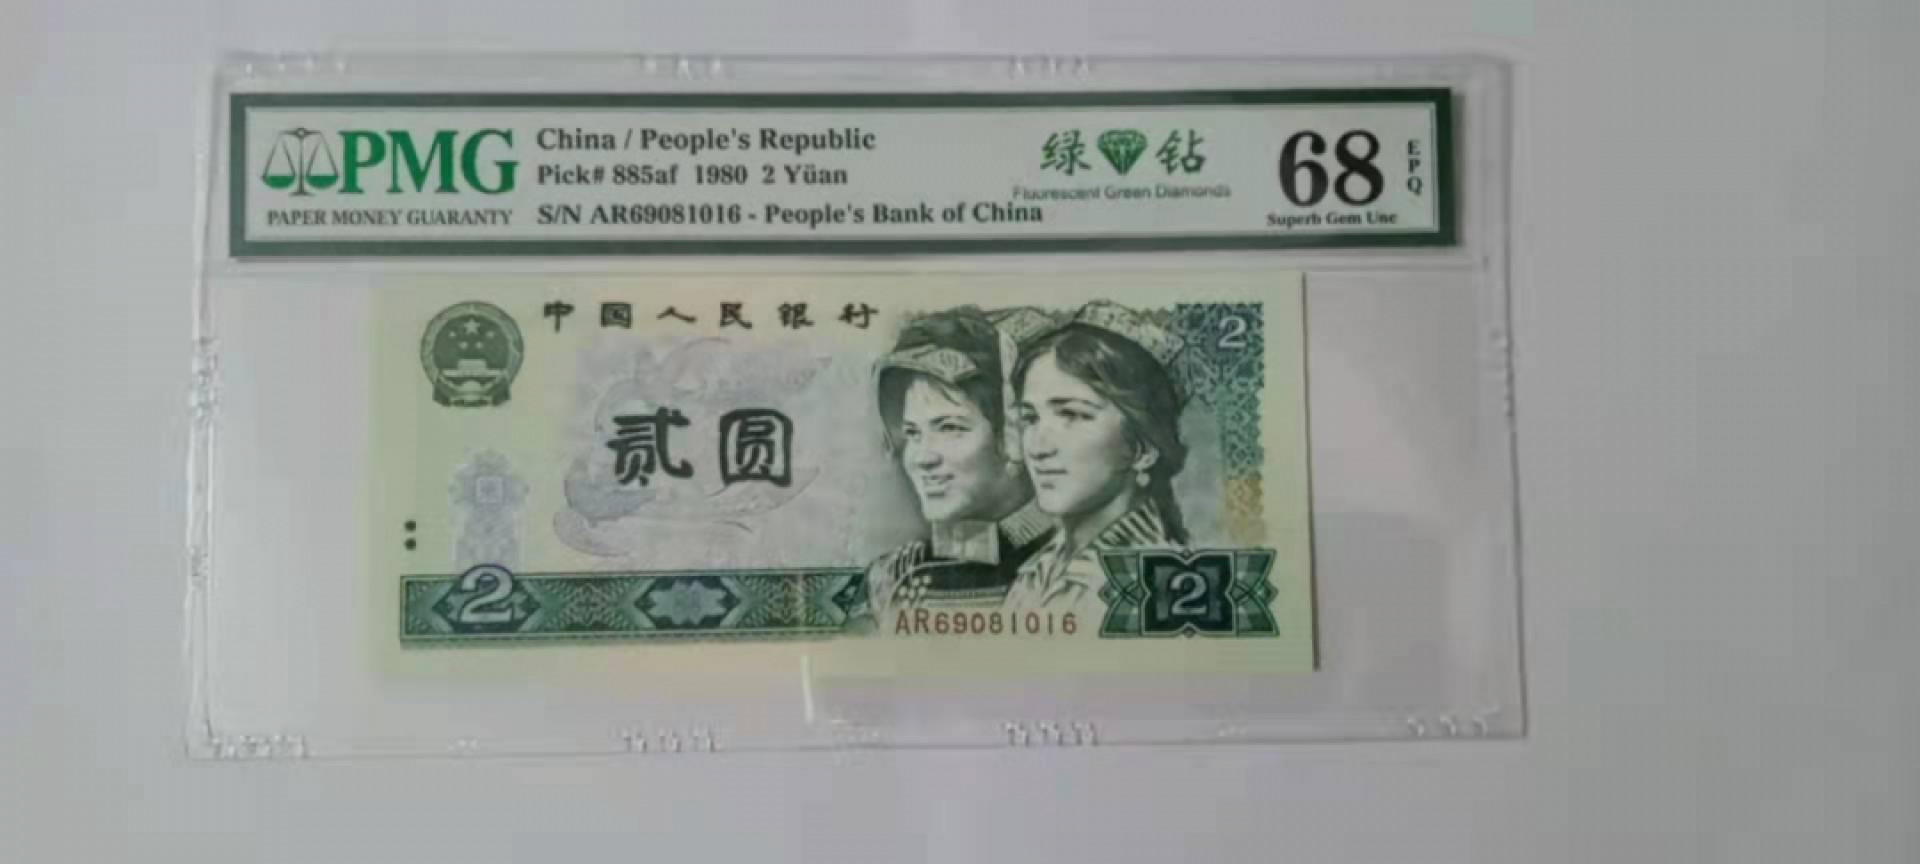 PMG
PAPER MONEY GUARANTY
China / People's Republic
Pick# 885af 1980 2 Yüan
S/N AR69081016 - People's Bank of China
绿 钻
Fluorescent Green Diamonds
68
EPQ
Superb Gem Unc
中国人民银行
2
贰圆
2
2
AR69081016